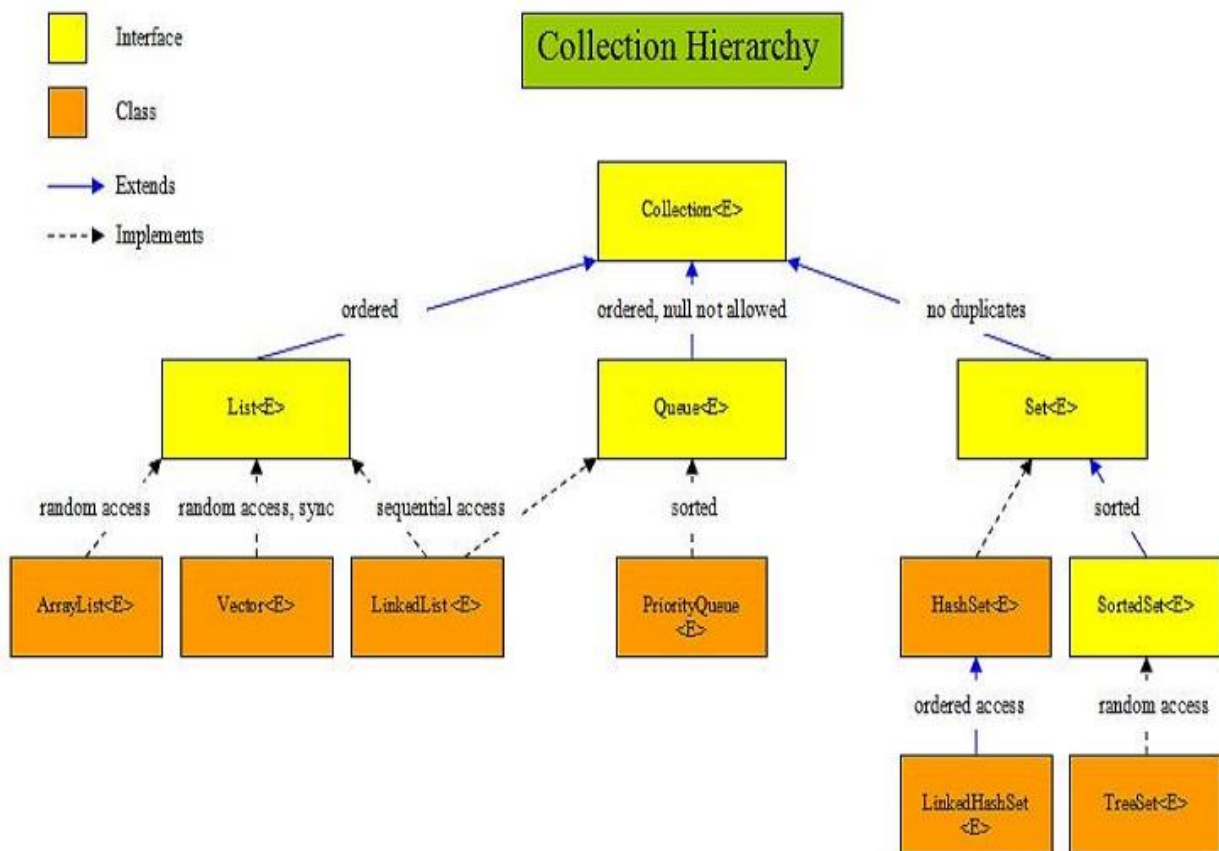 Interface
Collection Hierarchy
Class
Extends
Implements
Collection<E>
ordered
ordered, null not allowed
no duplicates
List<E>
Queue<E>
Set<E>
random access
random access, sync
sequential access
sorted
sorted
ArrayList<E>
Vector<E>
LinkedList <E>
PriorityQueue
<E>
HashSet<E>
SortedSet<E>
ordered access
random access
LinkedHashSet
<E>
TreeSet<E>